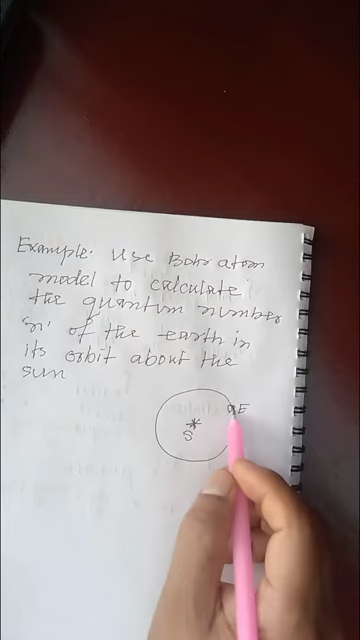 Example: Use Bohr atom
model to calculate
the quantum number
'n' of the earth in
its orbit about the
sun
E
S